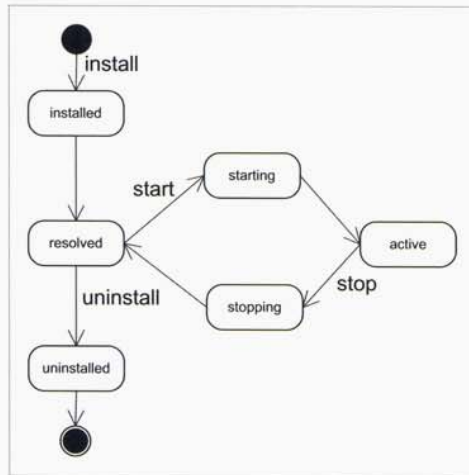 install
installed
start
starting
resolved
active
uninstall
stopping
stop
uninstalled